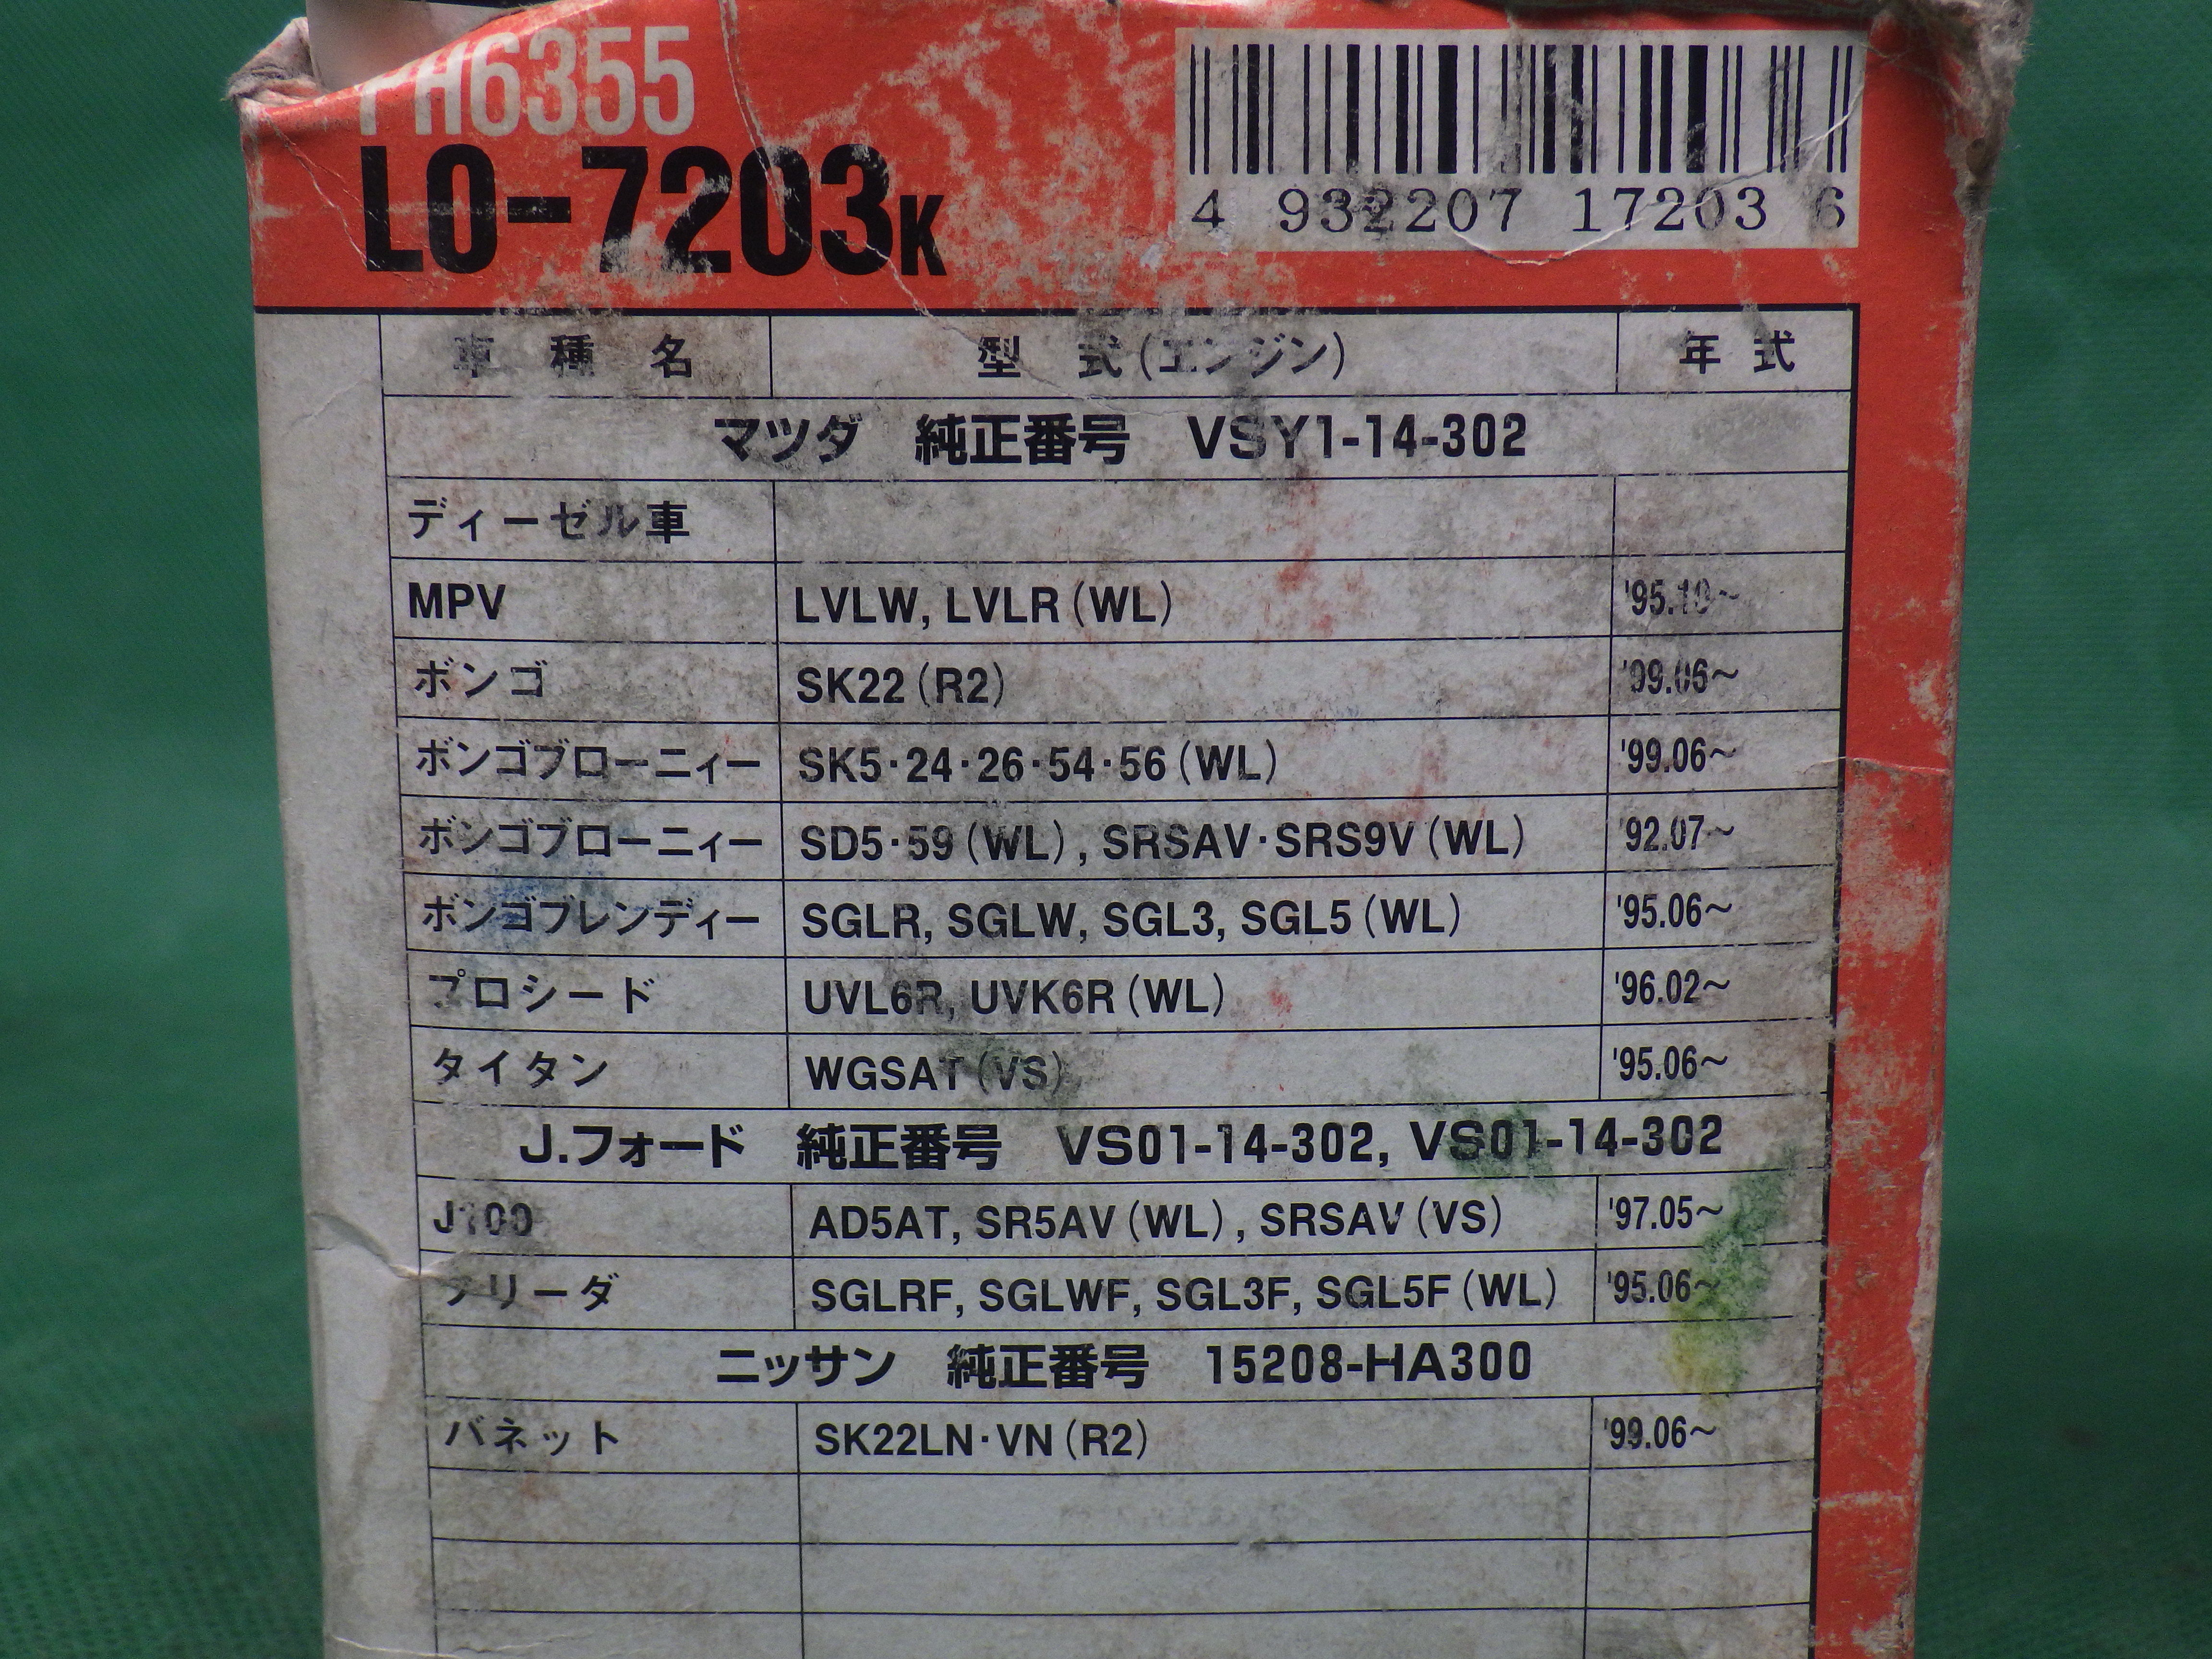 PH6355
LO-7203K
4 932207 172036
車種名 型式(エンジン) 年式
マツダ 純正番号 VSY1-14-302
ディーゼル車
MPV LVLW, LVLR(WL) '95.10~
ボンゴ SK22(R2) '99.06~
ボンゴブローニィー SK5・24・26・54・56(WL) '99.06~
ボンゴブローニィー SD5・59(WL), SRSAV・SRS9V(WL) '92.07~
ボンゴブレンディー SGLR, SGLW, SGL3, SGL5(WL) '95.06~
プロシード UVL6R, UVK6R(WL) '96.02~
タイタン WGSAT(VS) '95.06~
J.フォード 純正番号 VS01-14-302, VS01-14-302
J100 AD5AT, SR5AV(WL), SRSAV(VS) '97.05~
フリーダ SGLRF, SGLWF, SGL3F, SGL5F(WL) '95.06~
ニッサン 純正番号 15208-HA300
バネット SK22LN・VN(R2) '99.06~